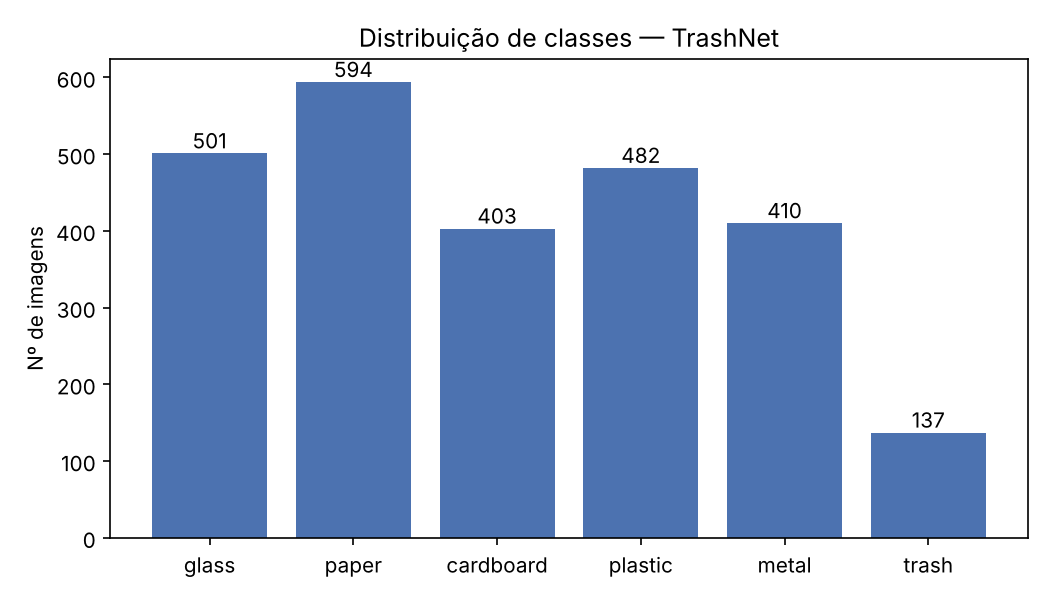 Distribuição de classes — TrashNet
Nº de imagens
600
500
400
300
200
100
0
501
594
403
482
410
137
glass
paper
cardboard
plastic
metal
trash